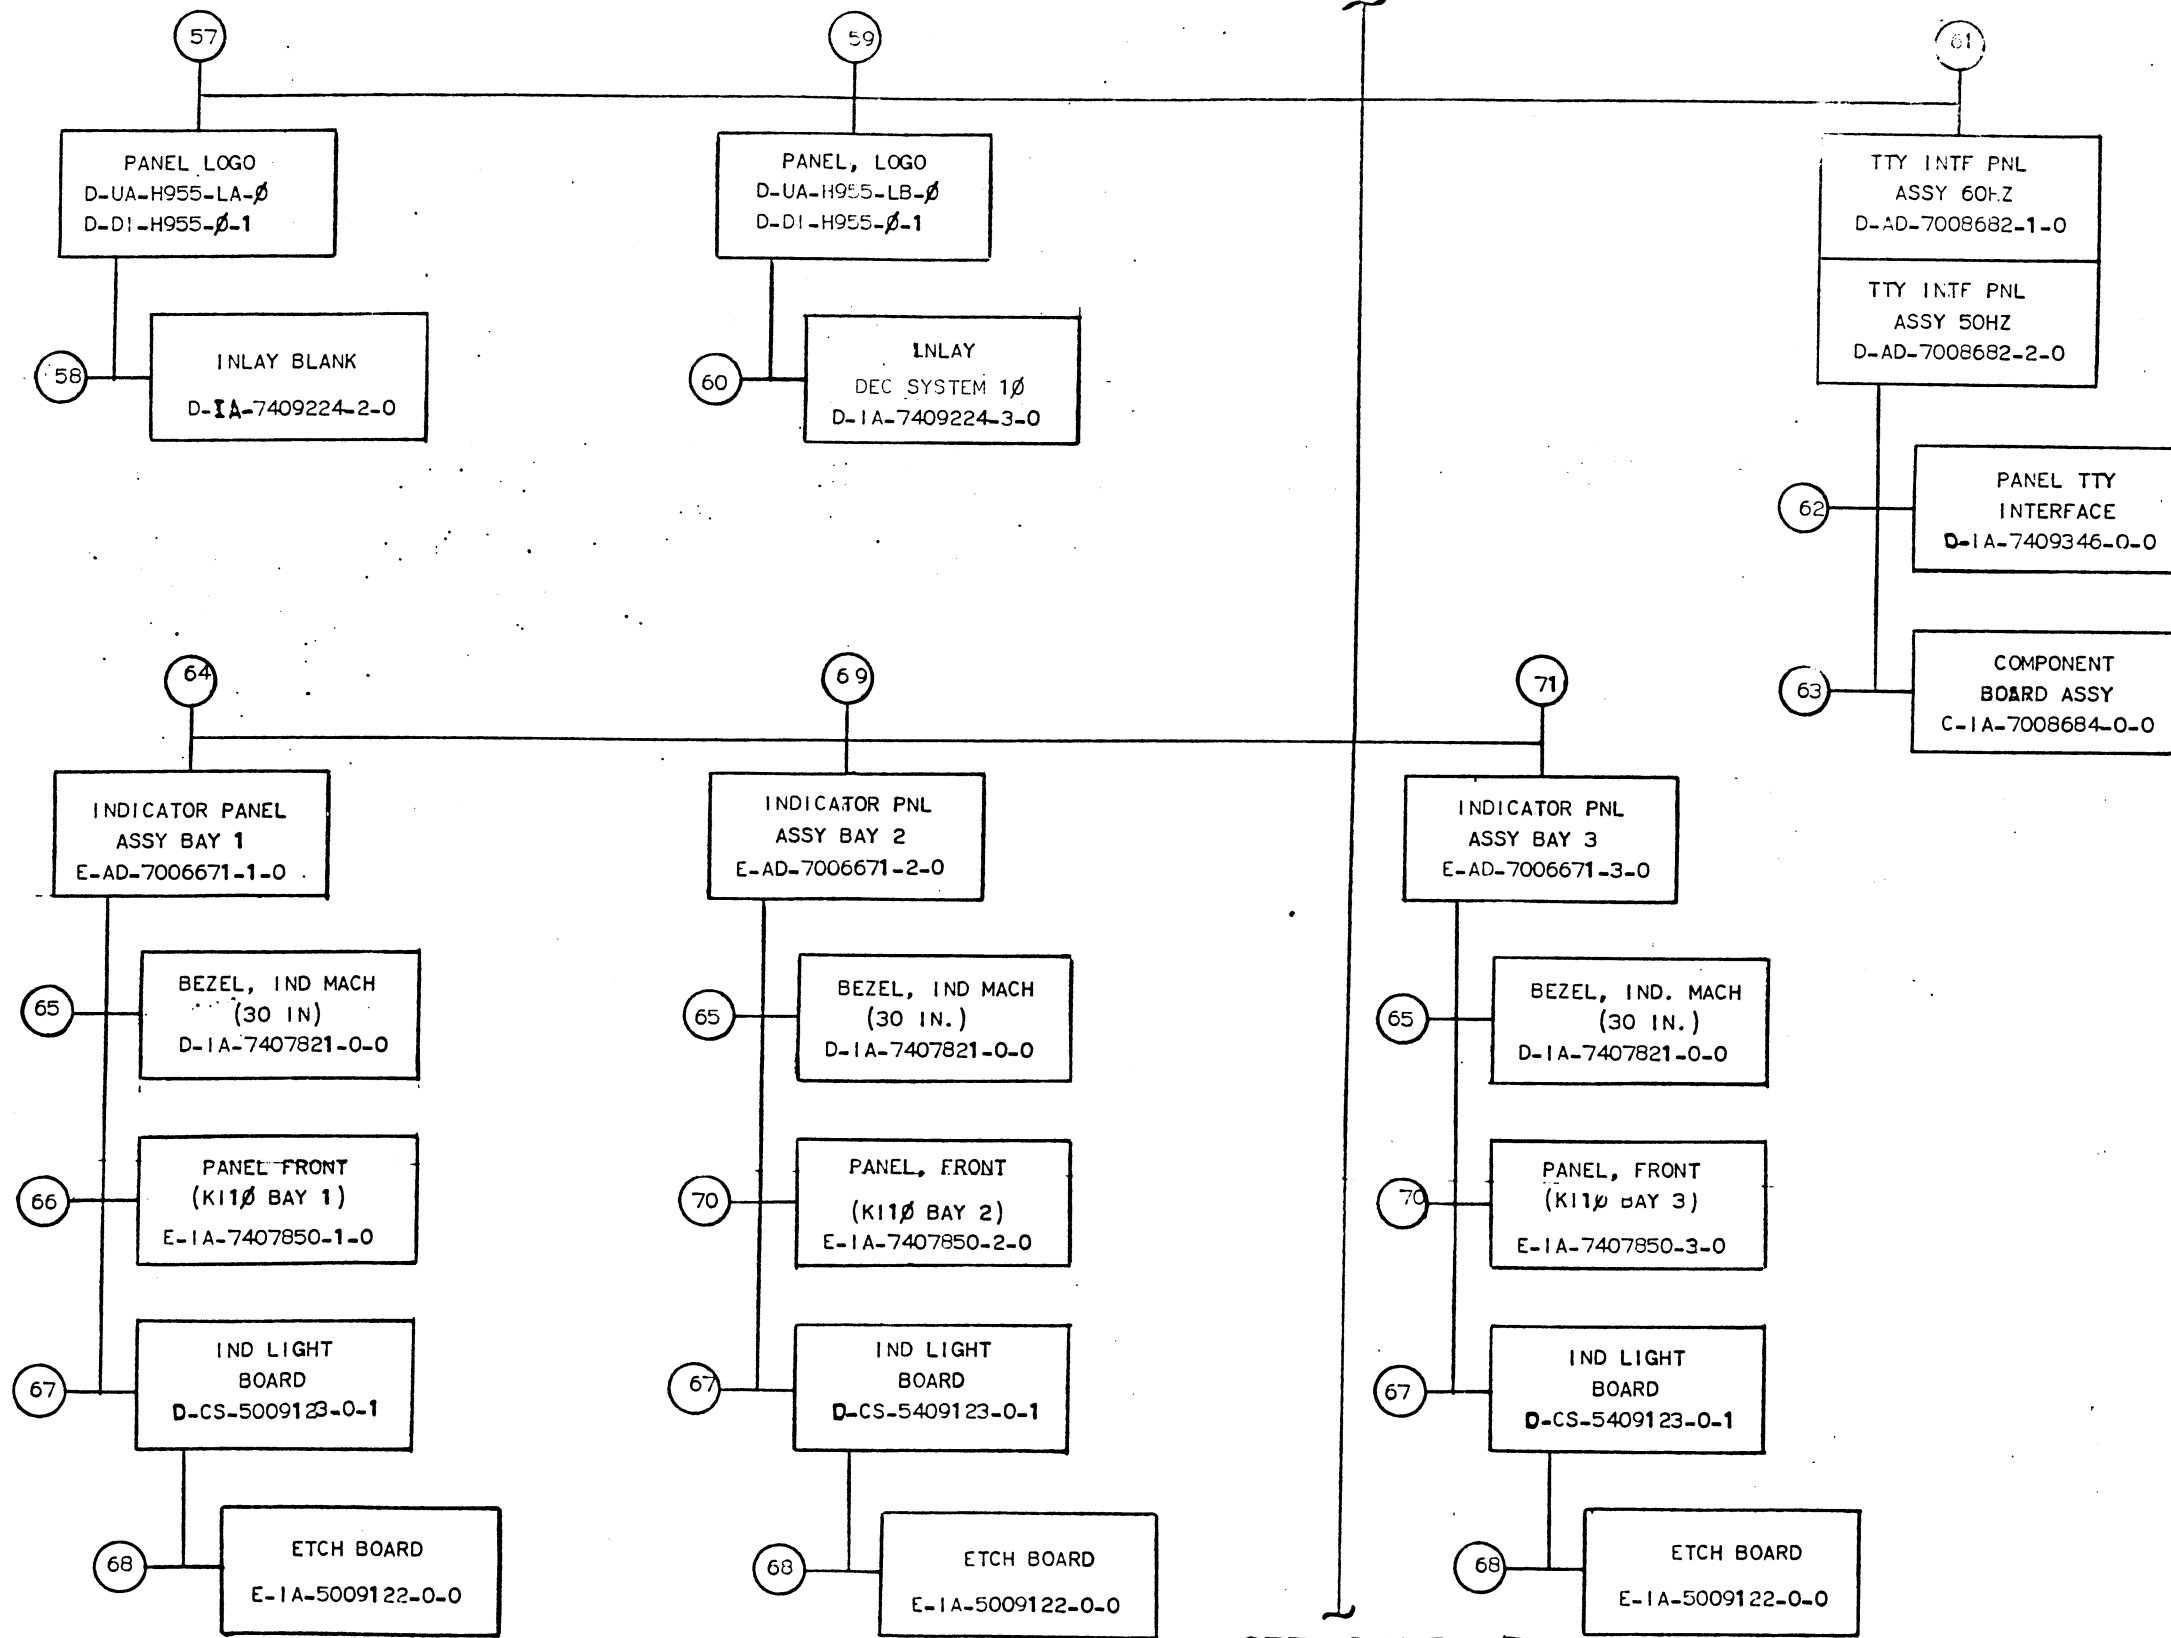 57
59
61
PANEL LOGO
D-UA-H955-LA-Ø
D-DI-H955-Ø-1
PANEL, LOGO
D-UA-H955-LB-Ø
D-DI-H955-Ø-1
TTY INTF PNL
ASSY 60HZ
D-AD-7008682-1-0
TTY INTF PNL
ASSY 50HZ
D-AD-7008682-2-0
58
INLAY BLANK
D-IA-7409224-2-0
60
INLAY
DEC SYSTEM 1Ø
D-IA-7409224-3-0
62
PANEL TTY
INTERFACE
D-IA-7409346-0-0
63
COMPONENT
BOARD ASSY
C-IA-7008684-0-0
64
69
71
INDICATOR PANEL
ASSY BAY 1
E-AD-7006671-1-0
INDICATOR PNL
ASSY BAY 2
E-AD-7006671-2-0
INDICATOR PNL
ASSY BAY 3
E-AD-7006671-3-0
65
BEZEL, IND MACH
(30 IN)
D-IA-7407821-0-0
65
BEZEL, IND MACH
(30 IN.)
D-IA-7407821-0-0
65
BEZEL, IND. MACH
(30 IN.)
D-IA-7407821-0-0
66
PANEL FRONT
(KI1Ø BAY 1)
E-IA-7407850-1-0
70
PANEL, FRONT
(KI1Ø BAY 2)
E-IA-7407850-2-0
70
PANEL, FRONT
(KI1Ø BAY 3)
E-IA-7407850-3-0
67
IND LIGHT
BOARD
D-CS-5009123-0-1
67
IND LIGHT
BOARD
D-CS-5409123-0-1
67
IND LIGHT
BOARD
D-CS-5409123-0-1
68
ETCH BOARD
E-IA-5009122-0-0
68
ETCH BOARD
E-IA-5009122-0-0
68
ETCH BOARD
E-IA-5009122-0-0